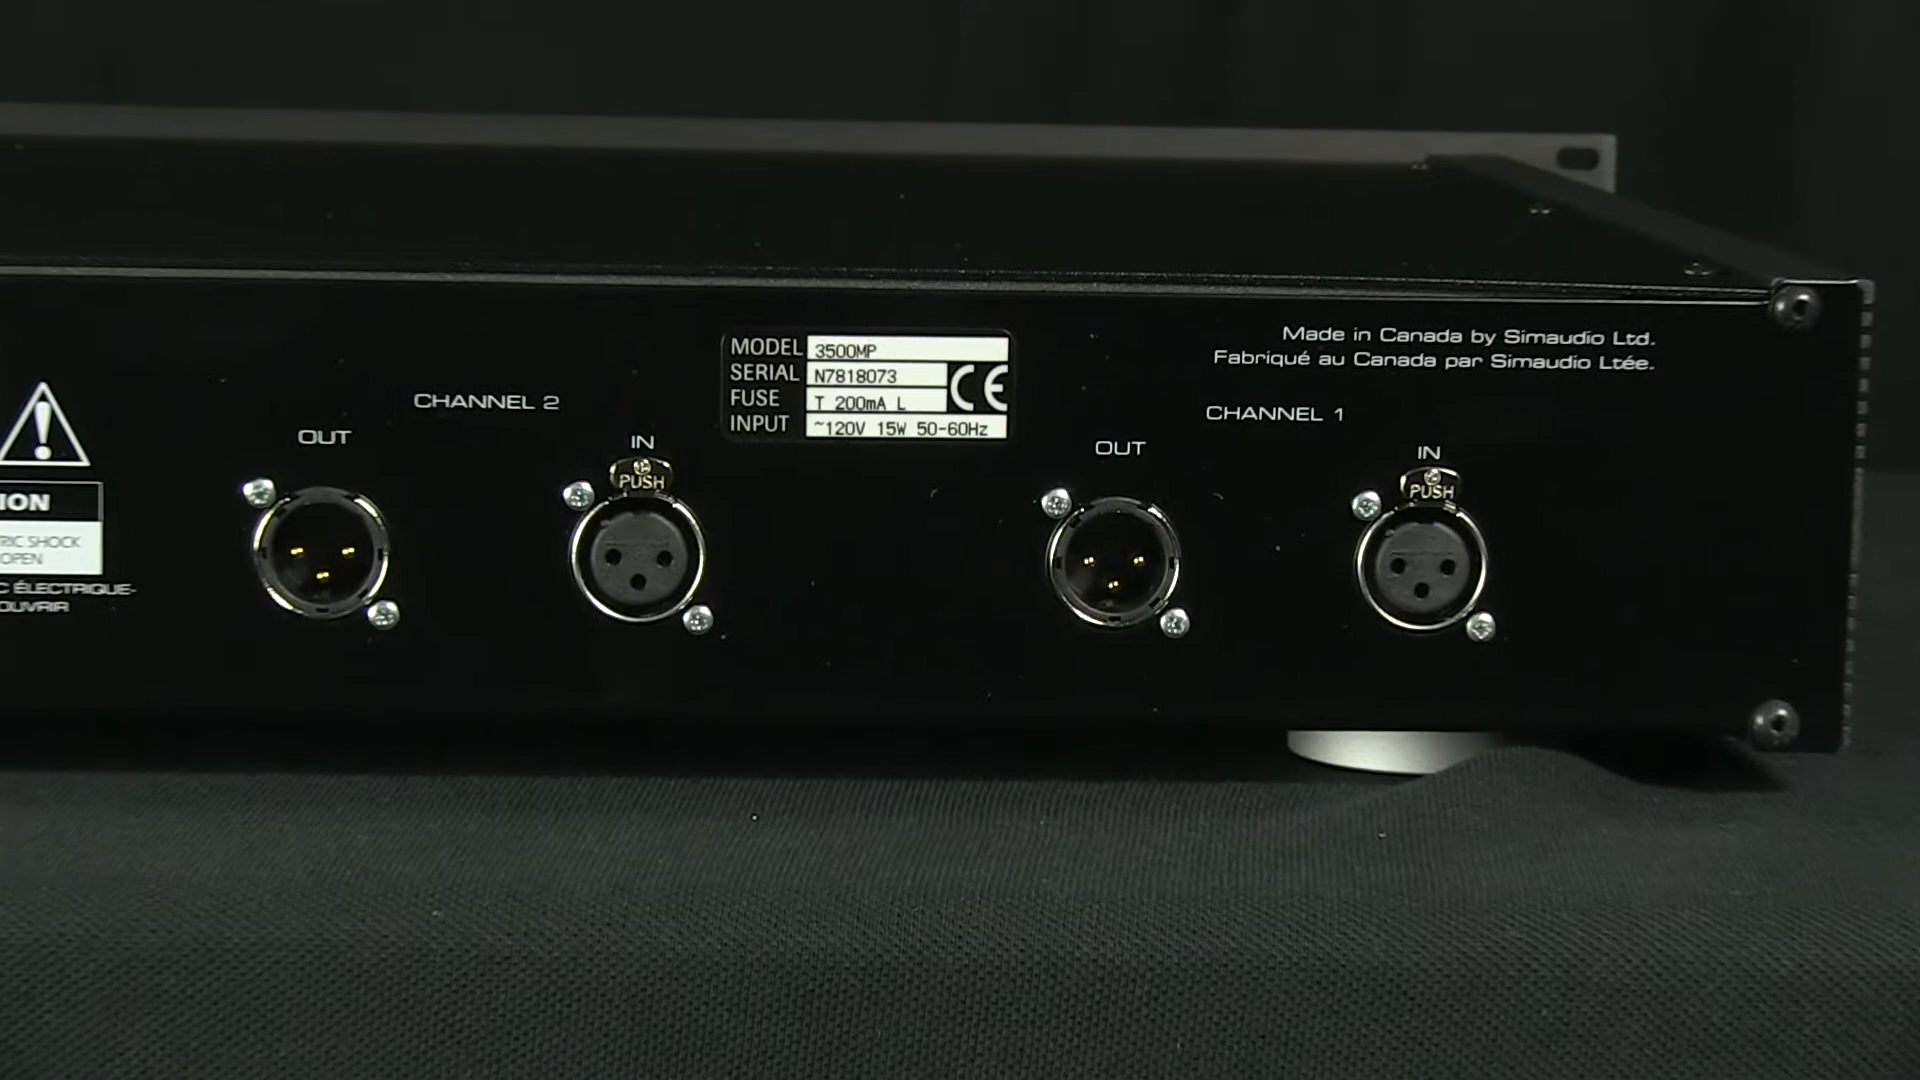 Made in Canada by Simaudio Ltd.
Fabriqué au Canada par Simaudio Ltée.
MODEL 3500MP
SERIAL N7818073
FUSE T 200mA L
INPUT ~120V 15W 50-60Hz
CE
CHANNEL 2
OUT
IN
PUSH
CHANNEL 1
OUT
IN
PUSH
ION
RIC SHOCK
OPEN
C ÉLECTRIQUE-
OUVRIR